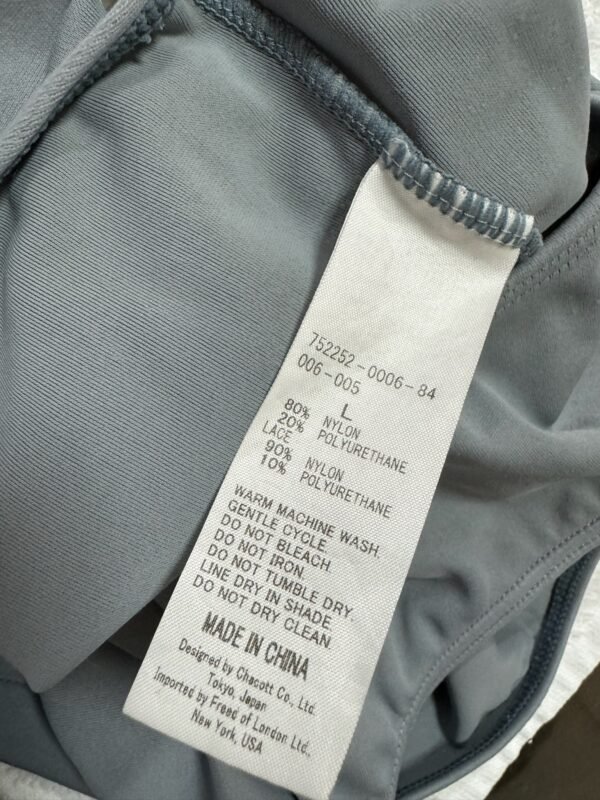 752252-0006-84
006-005
L
80% NYLON
20% POLYURETHANE
LACE
90% NYLON
10% POLYURETHANE
WARM MACHINE WASH.
GENTLE CYCLE.
DO NOT BLEACH.
DO NOT IRON.
DO NOT TUMBLE DRY.
LINE DRY IN SHADE.
DO NOT DRY CLEAN.
MADE IN CHINA
Designed by Chacott Co., Ltd.
Tokyo, Japan
Imported by Freed of London Ltd.,
New York, USA